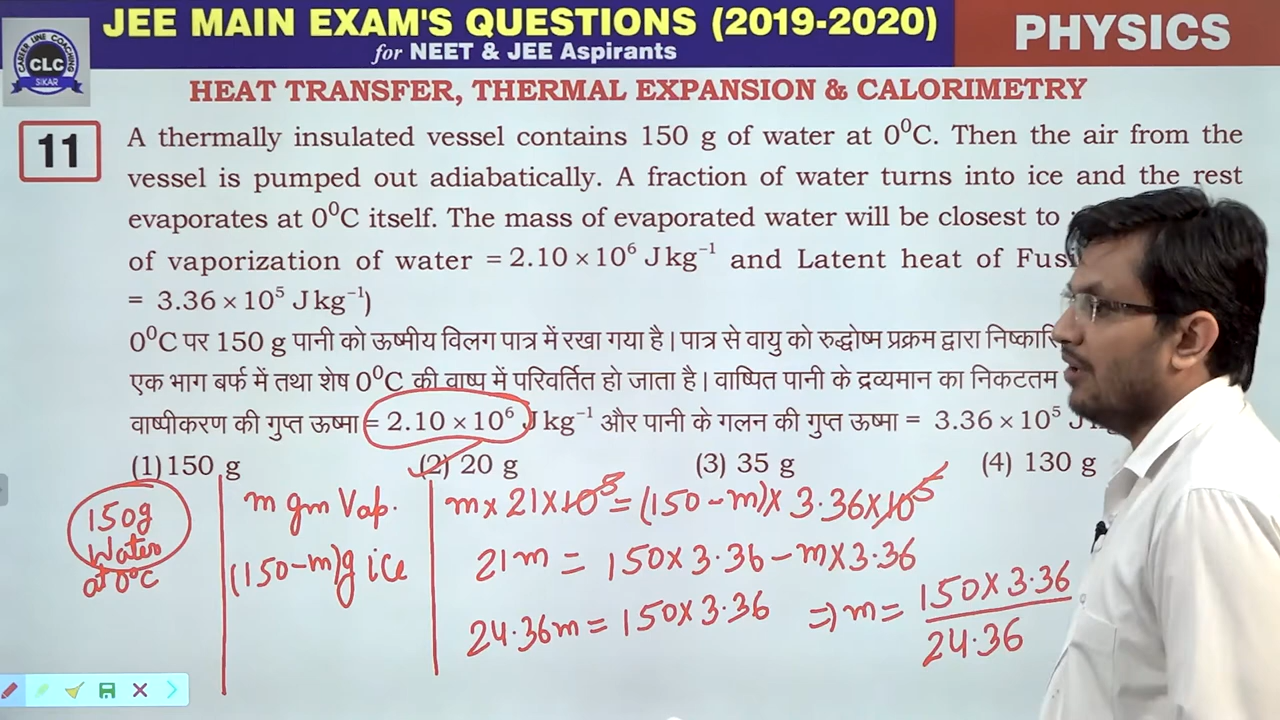 JEE MAIN EXAM'S QUESTIONS (2019-2020)
for NEET & JEE Aspirants
PHYSICS
CAREER LINE COACHING
CLC
SIKAR
HEAT TRANSFER, THERMAL EXPANSION & CALORIMETRY
11
A thermally insulated vessel contains 150 g of water at 0⁰C. Then the air from the
vessel is pumped out adiabatically. A fraction of water turns into ice and the rest
evaporates at 0⁰C itself. The mass of evaporated water will be closest to
of vaporization of water = 2.10 × 10⁶ J kg⁻¹ and Latent heat of
= 3.36 × 10⁵ J kg⁻¹)
0⁰C पर 150 g पानी को ऊष्मीय विलग पात्र में रखा गया है। पात्र से वायु को रुद्धोष्म प्रक्रम द्वारा
एक भाग बर्फ में तथा शेष 0⁰C की वाष्प में परिवर्तित हो जाता है। वाष्पित पानी के द्रव्यमान का निकटतम
वाष्पीकरण की गुप्त ऊष्मा = 2.10 × 10⁶ J kg⁻¹ और पानी के गलन की गुप्त ऊष्मा = 3.36 × 10⁵ J
(1) 150 g (2) 20 g (3) 35 g (4) 130 g
150g
Water
at 0°C
m gm Vap.
(150-m)g ice
m × 21 × 10⁵ = (150-m) × 3.36 × 10⁵
21m = 150 × 3.36 - m × 3.36
24.36m = 150 × 3.36 ⇒ m = 150 × 3.36
24.36